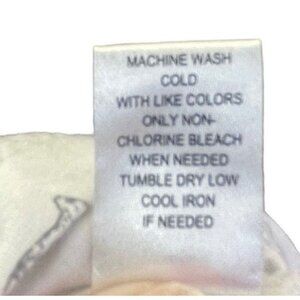 MACHINE WASH
COLD
WITH LIKE COLORS
ONLY NON-
CHLORINE BLEACH
WHEN NEEDED
TUMBLE DRY LOW
COOL IRON
IF NEEDED